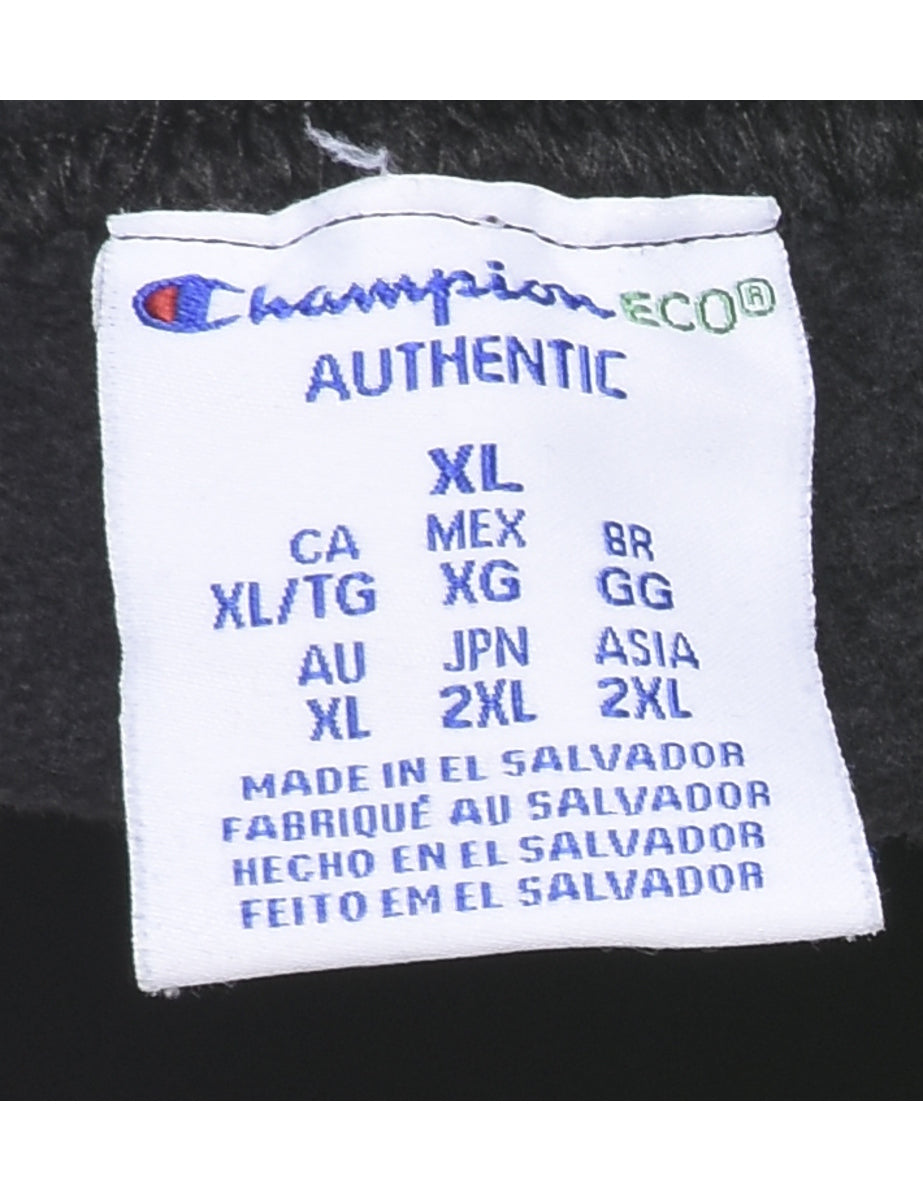 Champion ECO®
AUTHENTIC
XL
CA MEX BR
XL/TG XG GG
AU JPN ASIA
XL 2XL 2XL
MADE IN EL SALVADOR
FABRIQUÉ AU SALVADOR
HECHO EN EL SALVADOR
FEITO EM EL SALVADOR